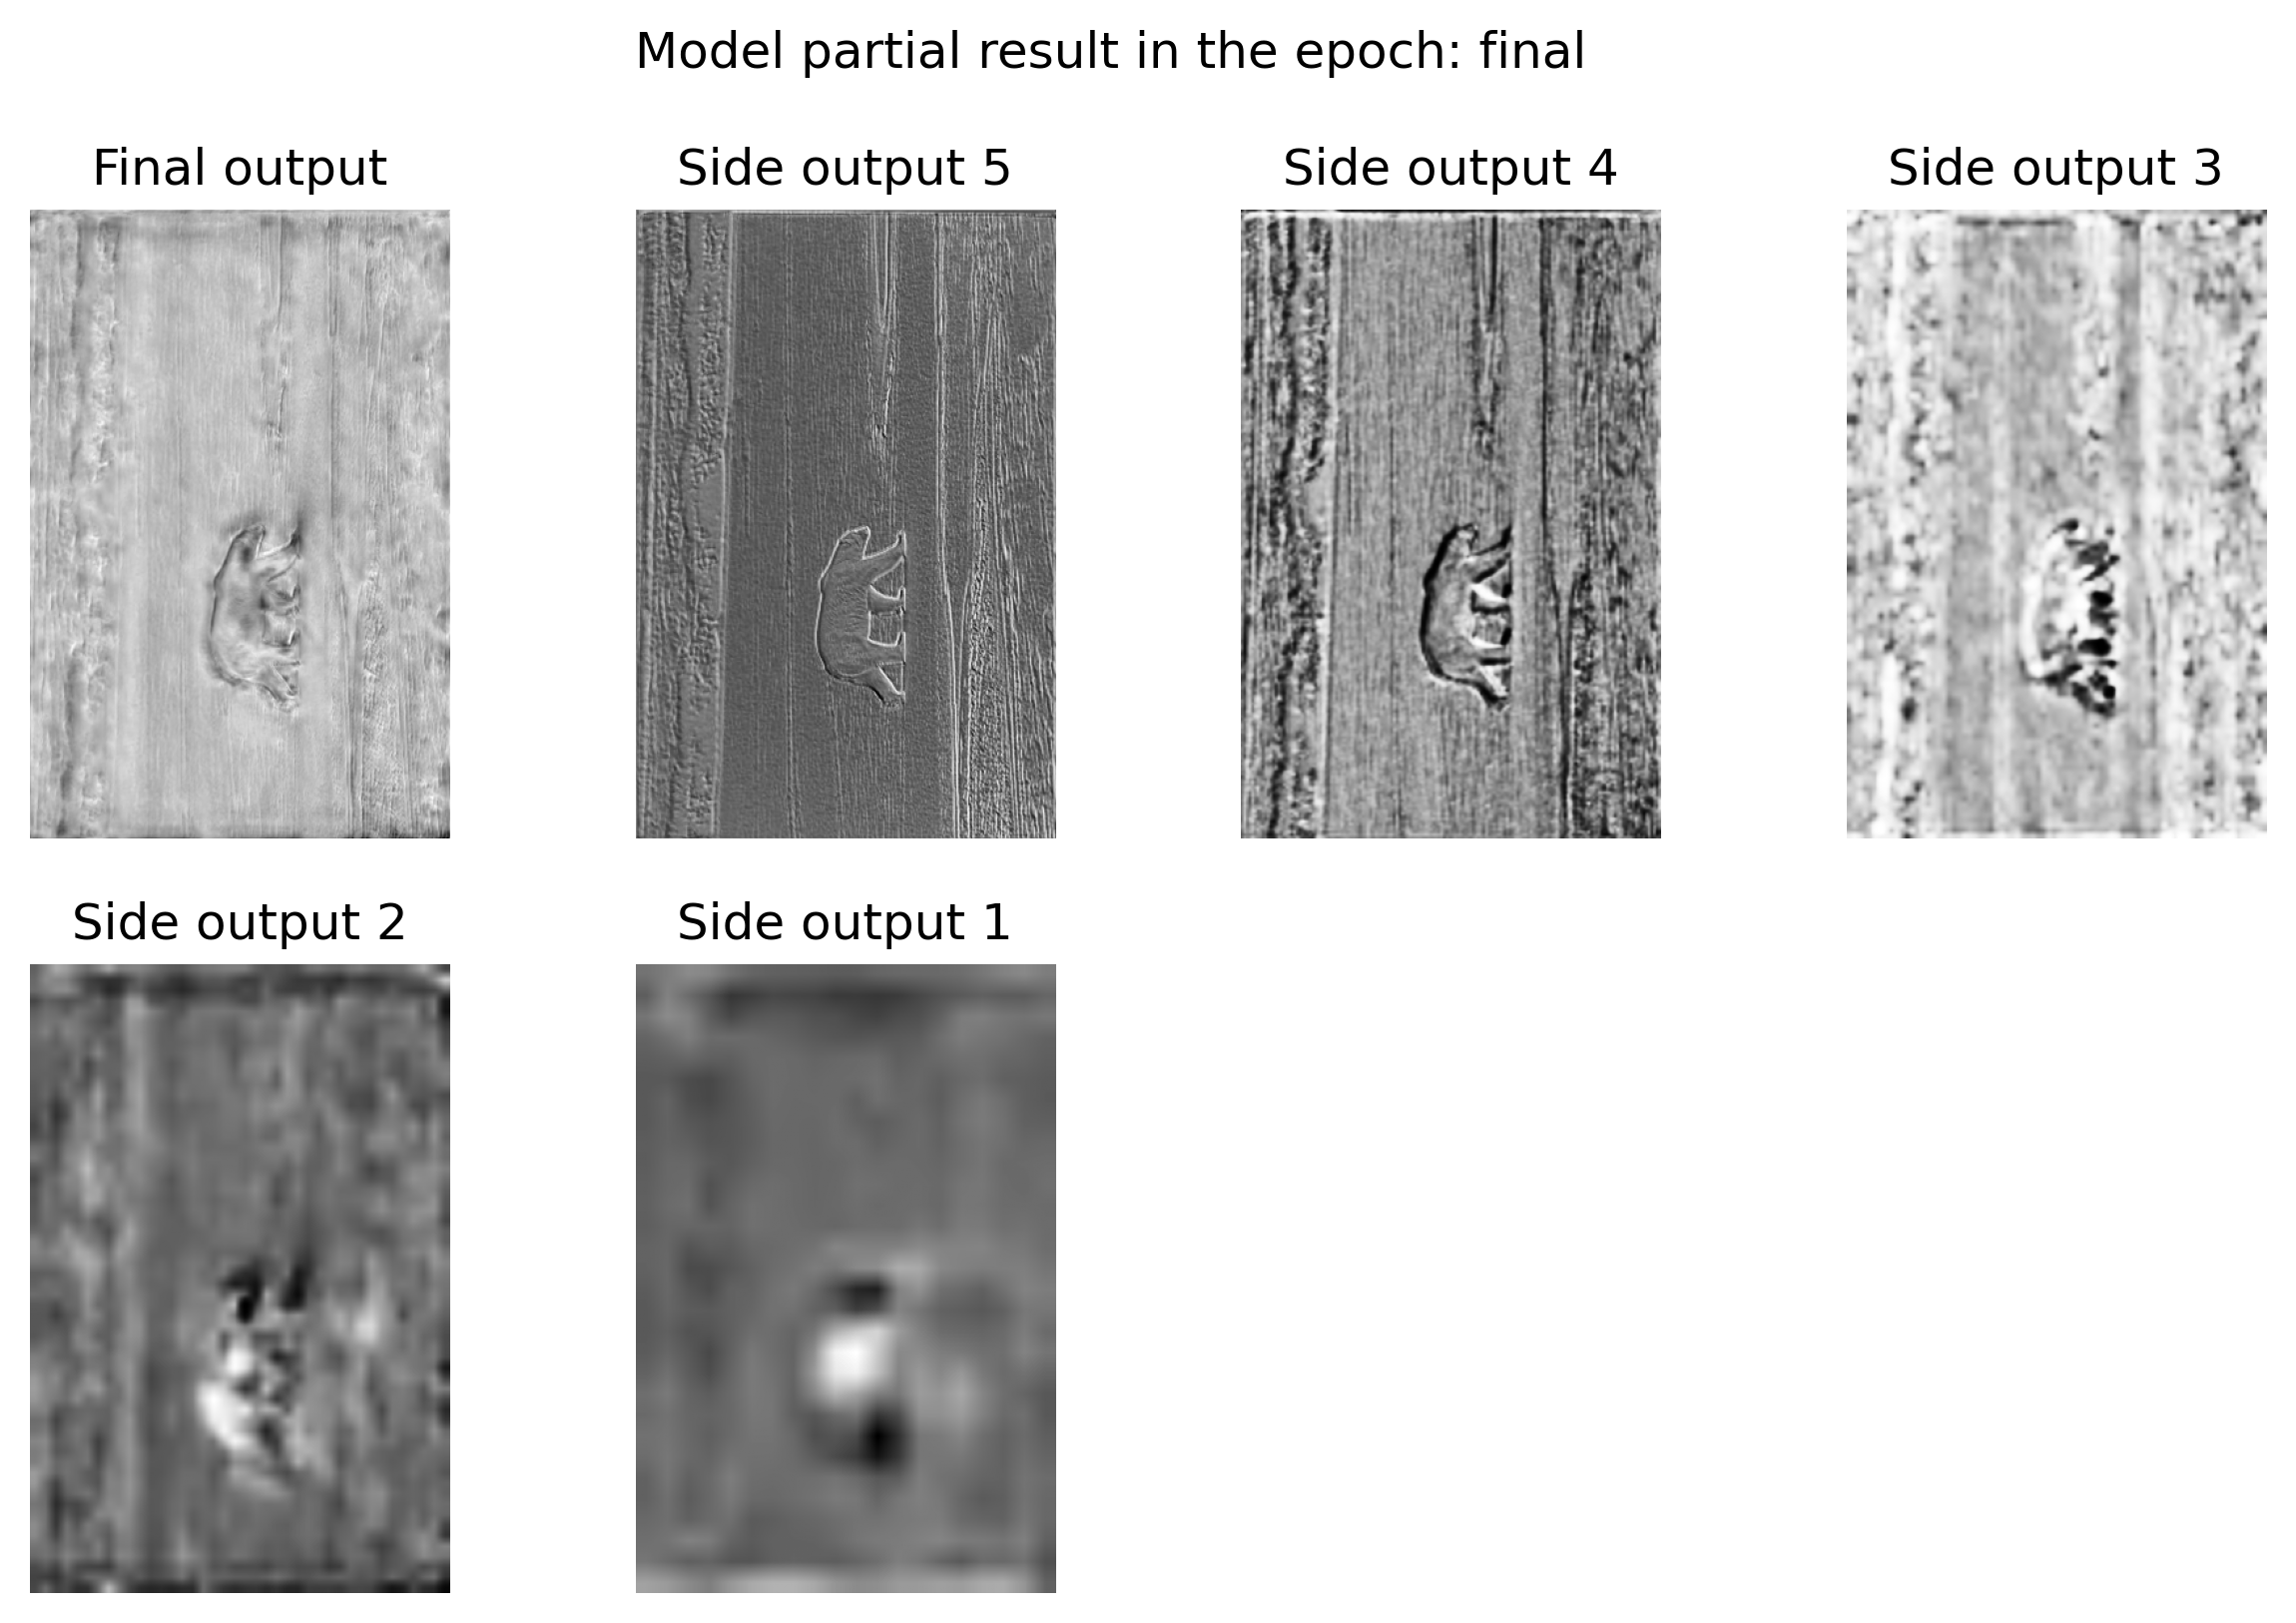 Model partial result in the epoch: final
Final output
Side output 5
Side output 4
Side output 3
Side output 2
Side output 1